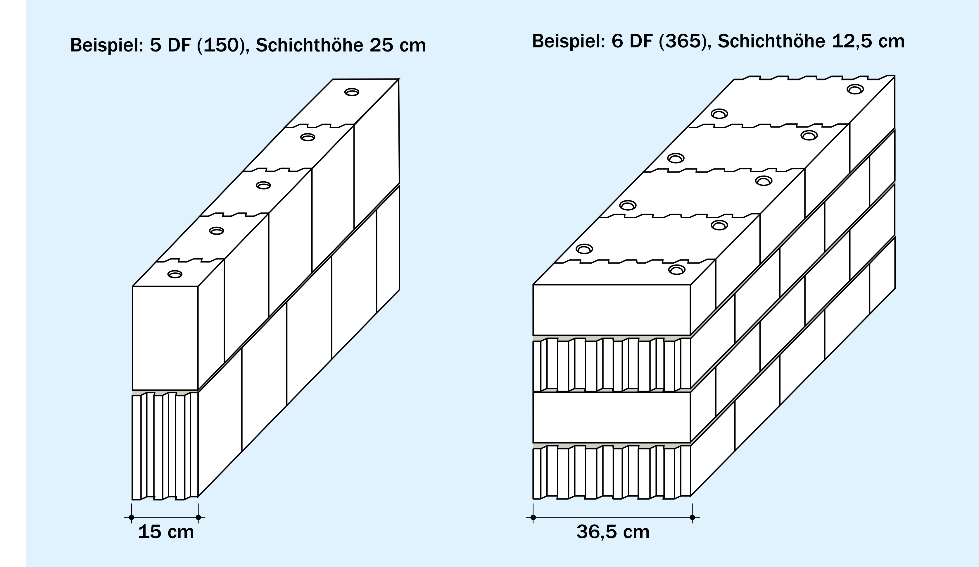 Beispiel: 5 DF (150), Schichthöhe 25 cm
Beispiel: 6 DF (365), Schichthöhe 12,5 cm
15 cm
36,5 cm